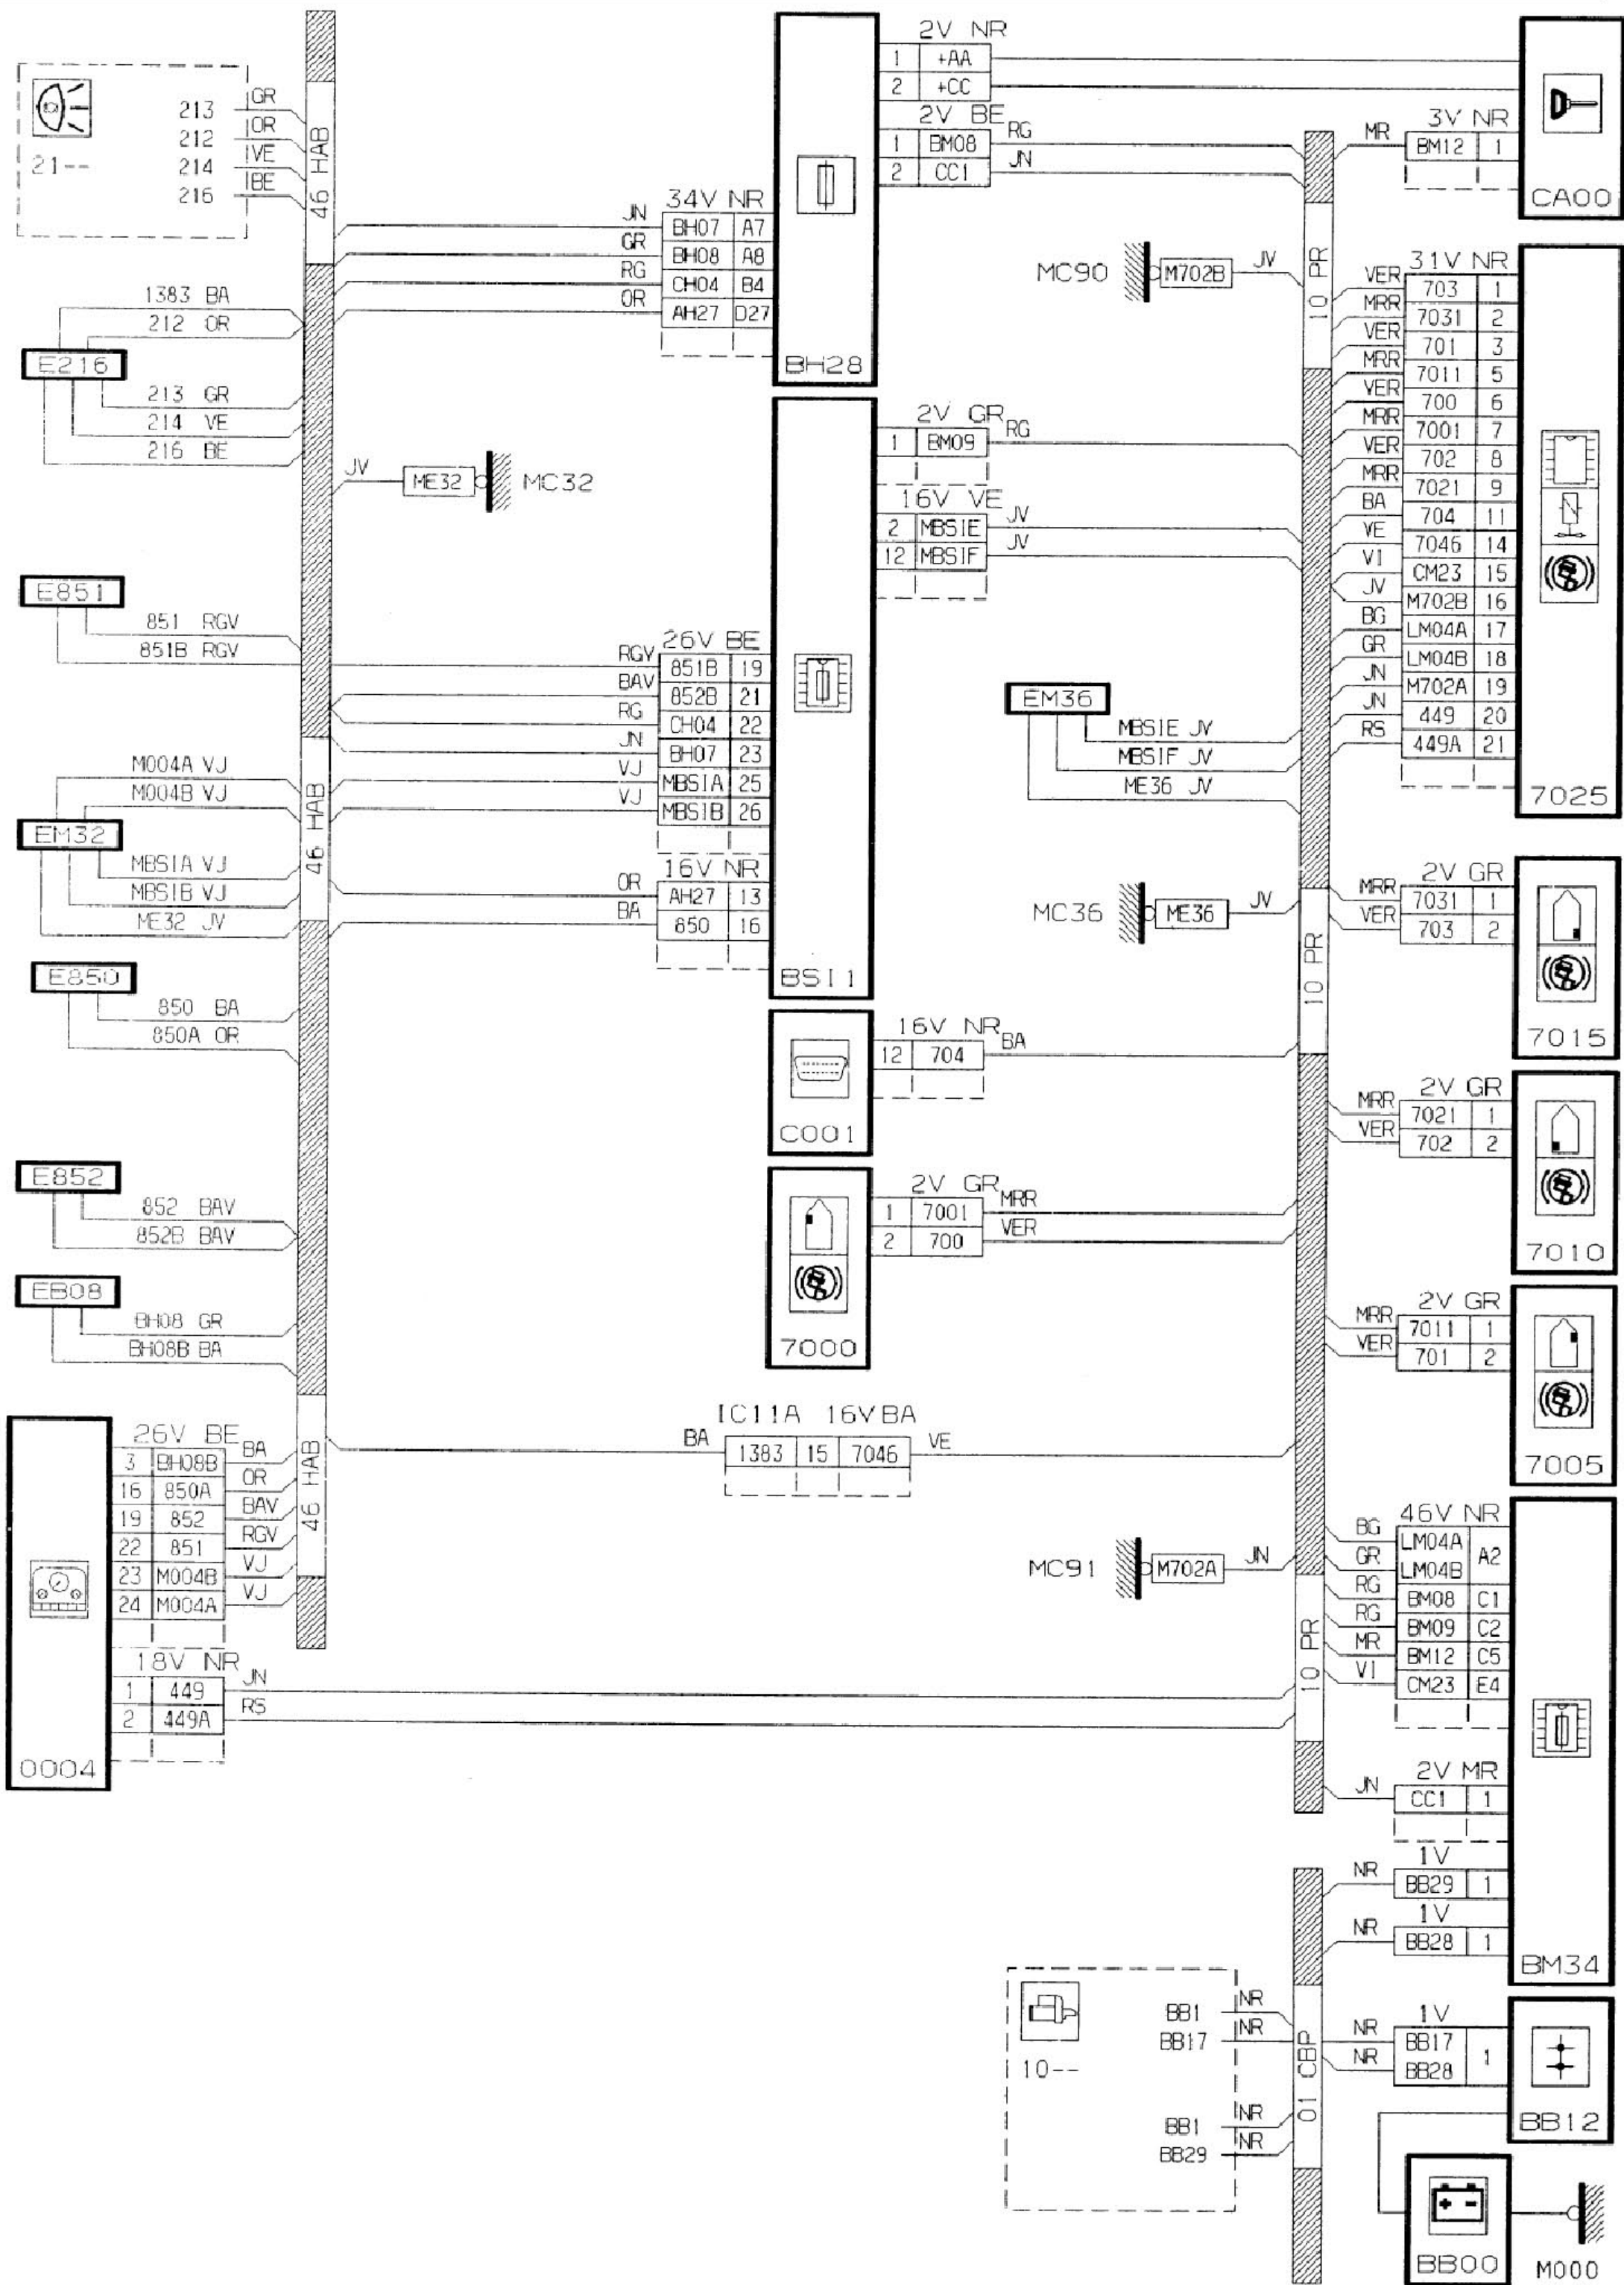 213 GR
212 OR
214 VE
216 BE
21--
46 HAB
1383 BA
212 OR
E216
213 GR
214 VE
216 BE
JV ME32 MC32
E851
851 RGV
851B RGV
M004A VJ
M004B VJ
EM32
MBSIA VJ
MBSIB VJ
ME32 JV
46 HAB
E850
850 BA
850A OR
E852
852 BAV
852B BAV
EB08
BH08 GR
BH08B BA
46 HAB
26V BE
3 BH08B BA
16 850A OR
19 852 BAV
22 851 RGV
23 M004B VJ
24 M004A VJ
18V NR
1 449 JN
2 449A RS
0004
2V NR
1 +AA
2 +CC
2V BE
1 BM08 RG
2 CC1 JN
34V NR
JN BH07 A7
GR BH08 A8
RG CH04 B4
OR AH27 D27
BH28
2V GR
1 BM09 RG
16V VE
2 MBSIE JV
12 MBSIF JV
26V BE
RGV 851B 19
BAV 852B 21
RG CH04 22
JN BH07 23
VJ MBSIA 25
VJ MBSIB 26
16V NR
OR AH27 13
BA 850 16
BSI1
16V NR
12 704 BA
C001
2V GR
1 7001 MRR
2 700 VER
7000
IC11A 16V BA
BA 1383 15 7046 VE
MC90 M702B JV
10 PR
EM36
MBSIE JV
MBSIF JV
ME36 JV
MC36 ME36 JV
10 PR
MC91 M702A JN
10 PR
3V NR
MR BM12 1
CA00
31V NR
VER 703 1
MRR 7031 2
VER 701 3
MRR 7011 5
VER 700 6
MRR 7001 7
VER 702 8
MRR 7021 9
BA 704 11
VE 7046 14
VI CM23 15
JV M702B 16
BG LM04A 17
GR LM04B 18
JN M702A 19
JN 449 20
RS 449A 21
7025
2V GR
MRR 7031 1
VER 703 2
7015
2V GR
MRR 7021 1
VER 702 2
7010
2V GR
MRR 7011 1
VER 701 2
7005
46V NR
BG LM04A A2
GR LM04B
RG BM08 C1
RG BM09 C2
MR BM12 C5
VI CM23 E4
2V MR
JN CC1 1
1V
NR BB29 1
1V
NR BB28 1
BM34
BB1 NR
BB17 NR
10--
BB1 NR
BB29 NR
01 CBP
1V
NR BB17 1
NR BB28
BB12
+ -
BB00
M000